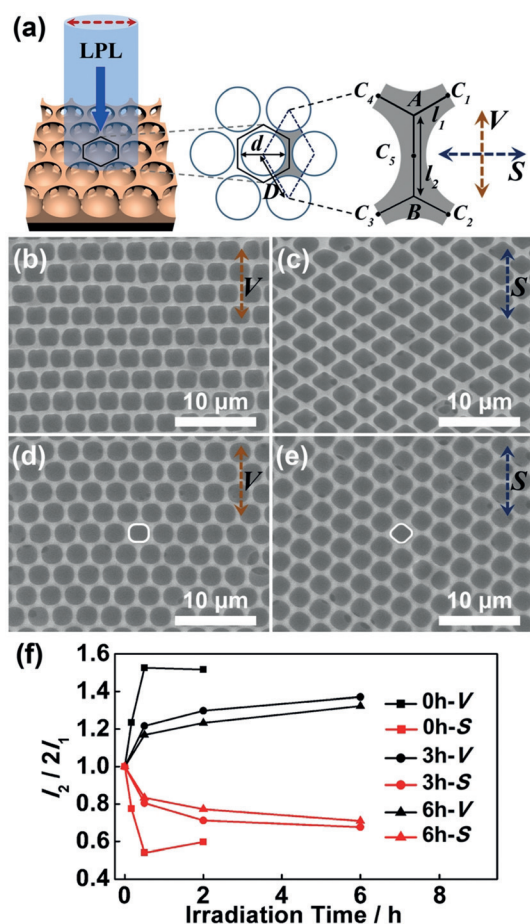 (a)
LPL
d
D
C4 A C1
l1
C5
l2
C3 B C2
V
S
(b) V
10 μm
(c) S
10 μm
(d) V
10 μm
(e) S
10 μm
(f)
1.6
1.4
1.2
1.0
0.8
0.6
0.4
l2 / 2l1
0h-V
0h-S
3h-V
3h-S
6h-V
6h-S
0 2 4 6 8
Irradiation Time / h